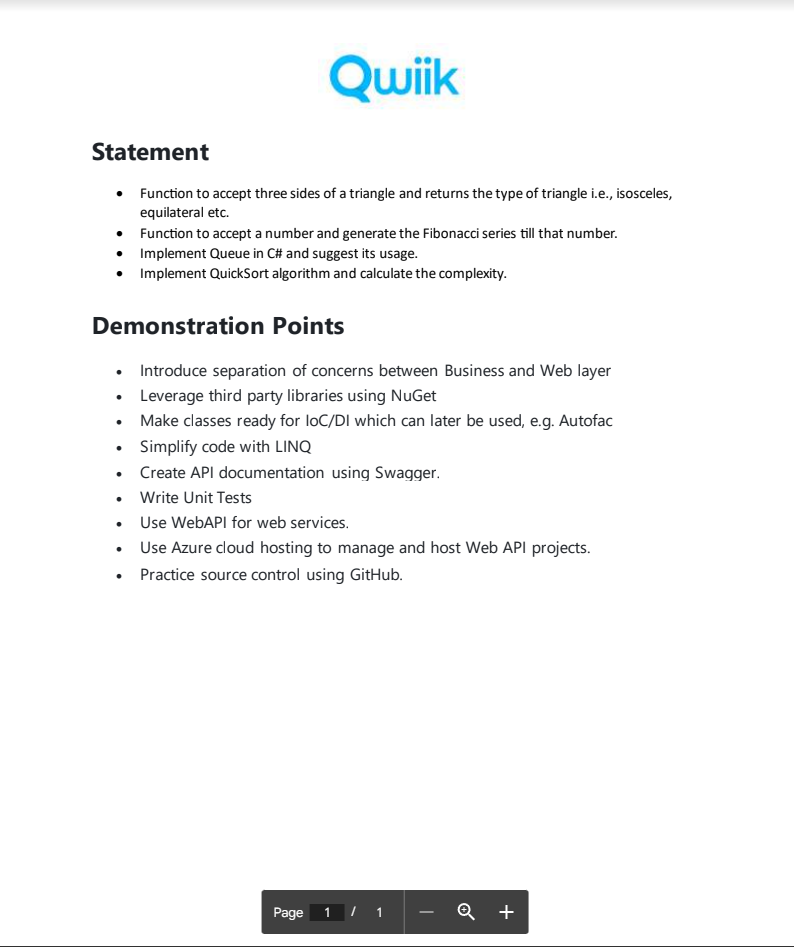 Qwiik
Statement
• Function to accept three sides of a triangle and returns the type of triangle i.e., isosceles,
equilateral etc.
• Function to accept a number and generate the Fibonacci series till that number.
• Implement Queue in C# and suggest its usage.
• Implement QuickSort algorithm and calculate the complexity.
Demonstration Points
• Introduce separation of concerns between Business and Web layer
• Leverage third party libraries using NuGet
• Make classes ready for IoC/DI which can later be used, e.g. Autofac
• Simplify code with LINQ
• Create API documentation using Swagger.
• Write Unit Tests
• Use WebAPI for web services.
• Use Azure cloud hosting to manage and host Web API projects.
• Practice source control using GitHub.
Page 1 / 1